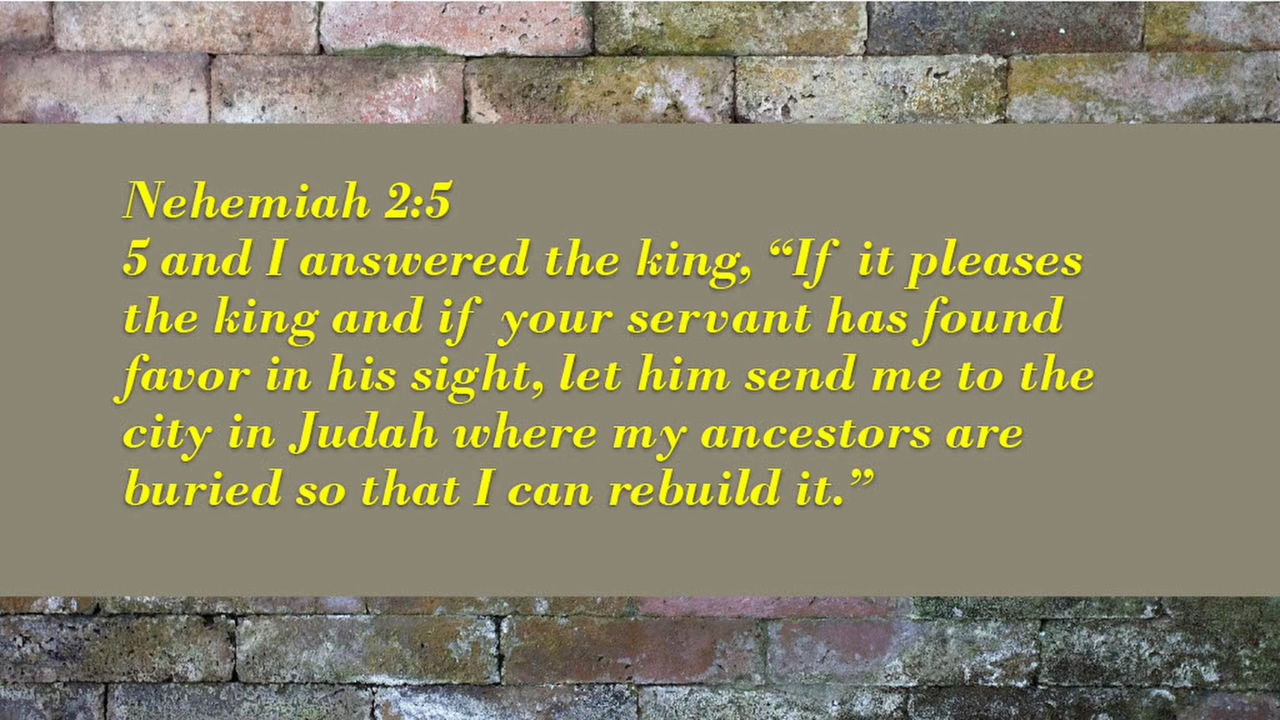 Nehemiah 2:5
5 and I answered the king, “If it pleases
the king and if your servant has found
favor in his sight, let him send me to the
city in Judah where my ancestors are
buried so that I can rebuild it.”